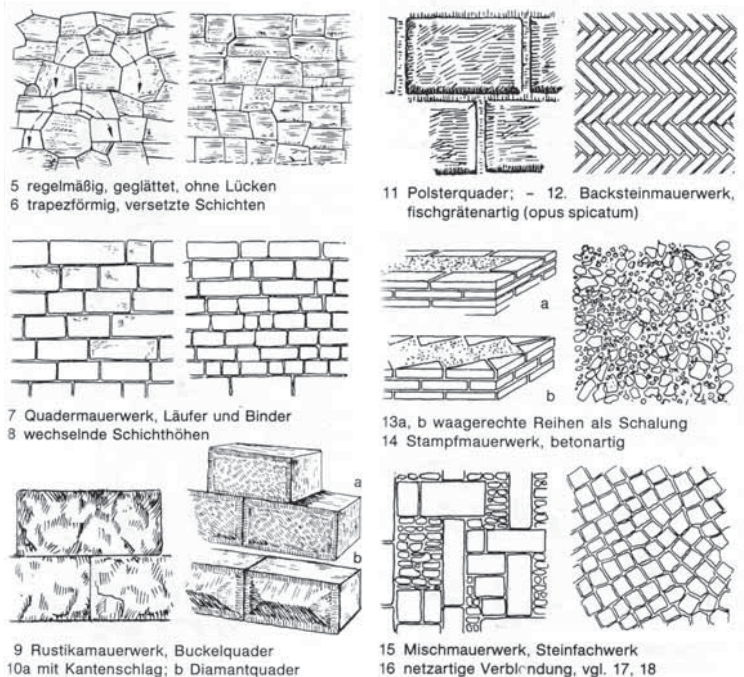 5 regelmäßig, geglättet, ohne Lücken
6 trapezförmig, versetzte Schichten
11 Polsterquader; – 12. Backsteinmauerwerk,
fischgrätenartig (opus spicatum)
7 Quadermauerwerk, Läufer und Binder
8 wechselnde Schichthöhen
a
b
13a, b waagerechte Reihen als Schalung
14 Stampfmauerwerk, betonartig
a
b
9 Rustikamauerwerk, Buckelquader
10a mit Kantenschlag; b Diamantquader
15 Mischmauerwerk, Steinfachwerk
16 netzartige Verblendung, vgl. 17, 18